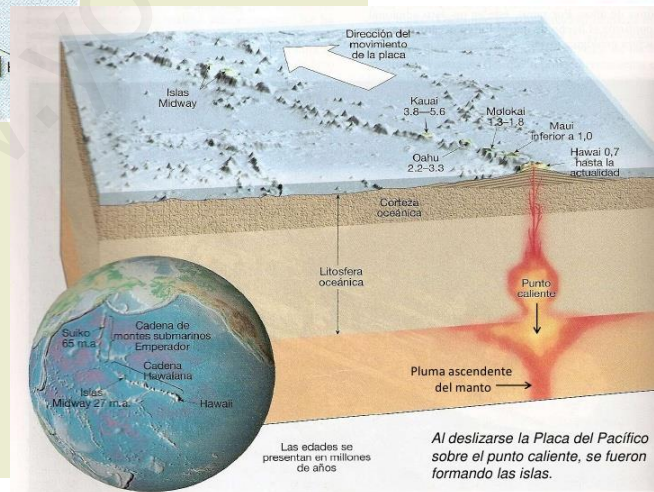 Dirección del
movimiento
de la placa
Islas
Midway
Kauai
3.8—5.6
Molokai
1.3–1.8
Maui
inferior a 1,0
Oahu
2.2–3.3
Hawai 0,7
hasta la
actualidad
Corteza
oceánica
Litosfera
oceánica
Punto
caliente
Pluma ascendente
del manto
Suiko
65 m.a.
Cadena de
montes submarinos
Emperador
Cadena
Hawaiana
Islas
Midway 27 m.a.
Hawaii
Las edades se
presentan en millones
de años
Al deslizarse la Placa del Pacífico
sobre el punto caliente, se fueron
formando las islas.